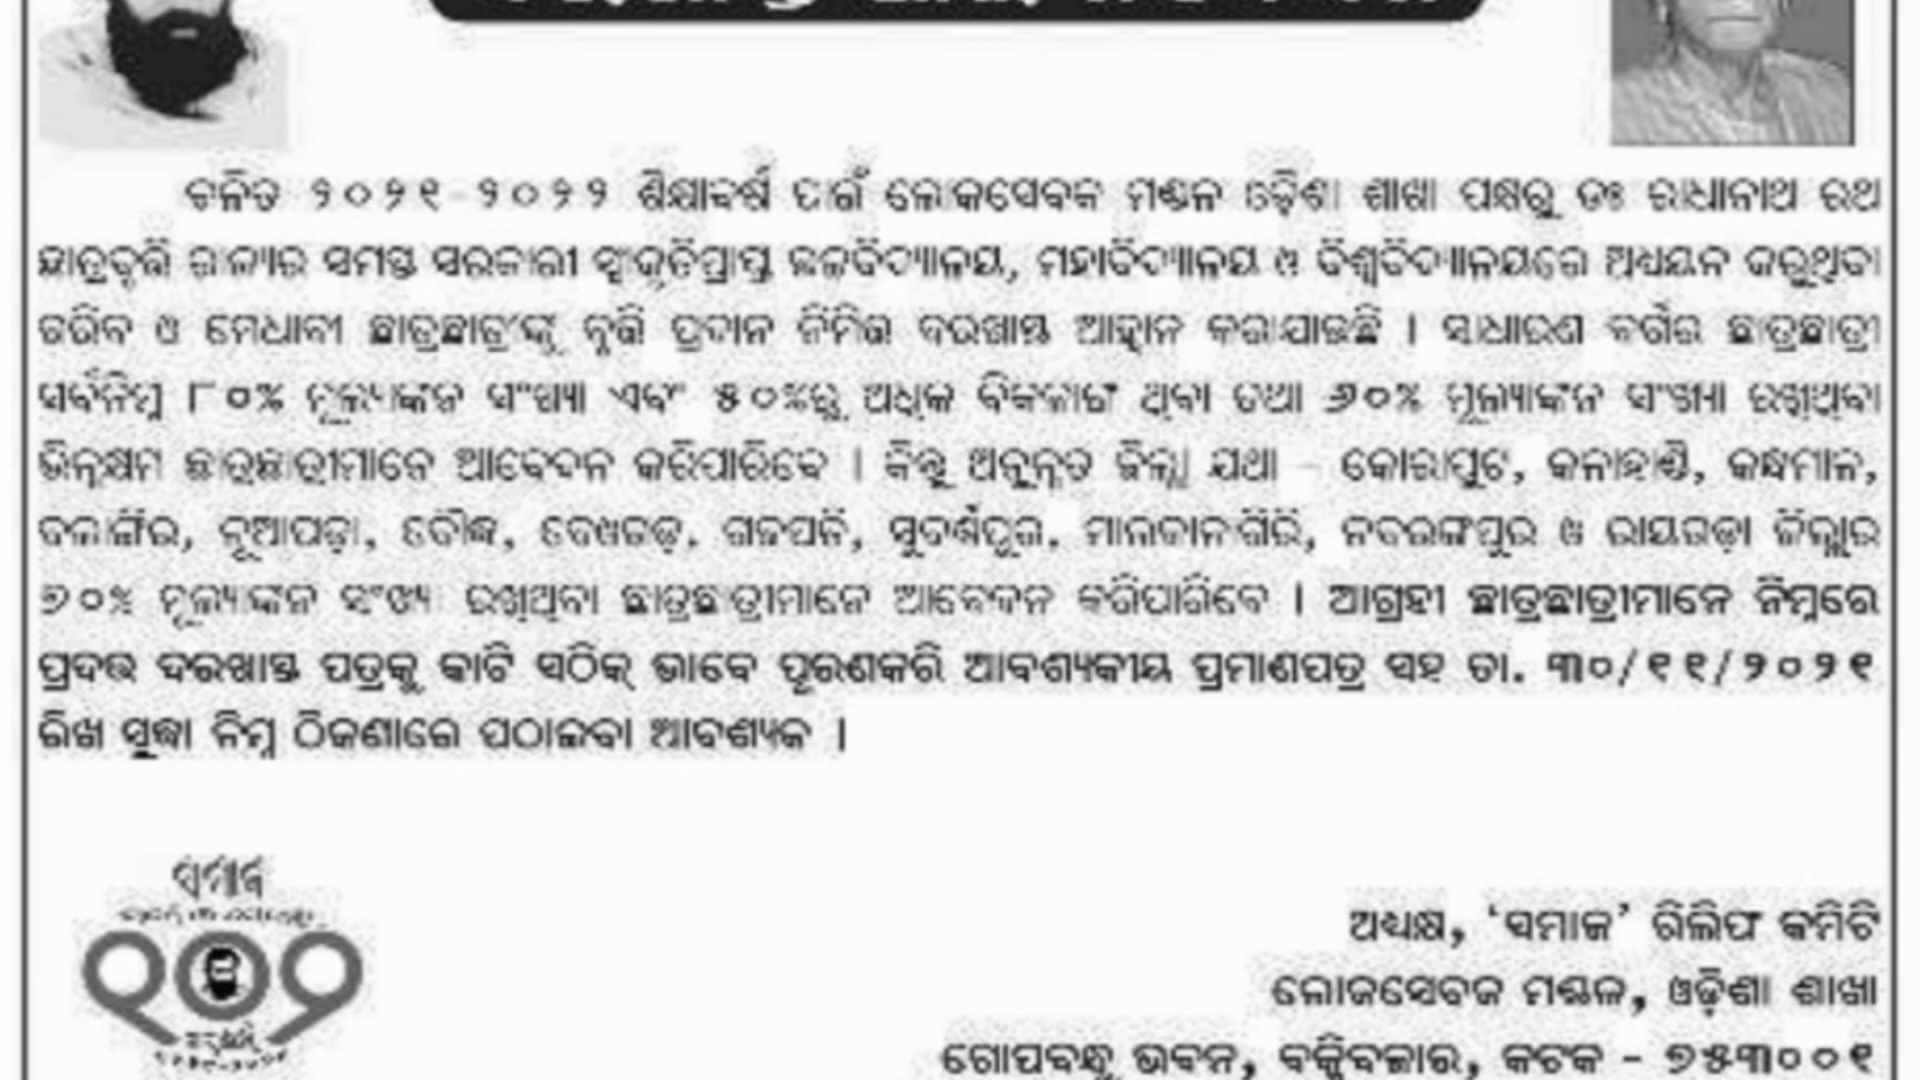 ଚଳିତ ୨୦୨୧-୨୦୨୨ ଶିକ୍ଷାବର୍ଷ ପାଇଁ ଲୋକସେବକ ମଣ୍ଡଳ ଓଡ଼ିଶା ଶାଖା ପକ୍ଷରୁ ଡଃ ରାଧାନାଥ ରଥ
ଛାତ୍ରବୃତ୍ତି ରାଜ୍ୟର ସମସ୍ତ ସରକାରୀ ସ୍ୱୀକୃତିପ୍ରାପ୍ତ ଉଚ୍ଚବିଦ୍ୟାଳୟ, ମହାବିଦ୍ୟାଳୟ ଓ ବିଶ୍ୱବିଦ୍ୟାଳୟରେ ଅଧ୍ୟୟନ କରୁଥିବା
ଗରିବ ଓ ମେଧାବୀ ଛାତ୍ରଛାତ୍ରୀଙ୍କୁ ବୃତ୍ତି ପ୍ରଦାନ ନିମିତ୍ତ ଦରଖାସ୍ତ ଆହ୍ୱାନ କରାଯାଉଛି । ସାଧାରଣ ବର୍ଗର ଛାତ୍ରଛାତ୍ରୀ
ସର୍ବନିମ୍ନ ୮୦% ମୂଲ୍ୟାଙ୍କନ ସଂଖ୍ୟା ଏବଂ ୫୦%ରୁ ଅଧିକ ବିକଳାଙ୍ଗ ଥିବା ତଥା ୬୦% ମୂଲ୍ୟାଙ୍କନ ସଂଖ୍ୟା ରଖିଥିବା
ଭିନ୍ନକ୍ଷମ ଛାତ୍ରଛାତ୍ରୀମାନେ ଆବେଦନ କରିପାରିବେ । କିନ୍ତୁ ଅନୁନ୍ନତ ଜିଲ୍ଲା ଯଥା - କୋରାପୁଟ, କଳାହାଣ୍ଡି, କନ୍ଧମାଳ,
ବଲାଙ୍ଗିର, ନୂଆପଡ଼ା, ବୌଦ୍ଧ, ଦେଓଗଡ଼, ଗଜପତି, ସୁବର୍ଣ୍ଣପୁର, ମାଲକାନଗିରି, ନବରଙ୍ଗପୁର ଓ ରାୟଗଡ଼ା ଜିଲ୍ଲାର
୭୦% ମୂଲ୍ୟାଙ୍କନ ସଂଖ୍ୟା ରଖିଥିବା ଛାତ୍ରଛାତ୍ରୀମାନେ ଆବେଦନ କରିପାରିବେ । ଆଗ୍ରହୀ ଛାତ୍ରଛାତ୍ରୀମାନେ ନିମ୍ନରେ
ପ୍ରଦତ୍ତ ଦରଖାସ୍ତ ପତ୍ରକୁ କାଟି ସଠିକ୍ ଭାବେ ପୂରଣକରି ଆବଶ୍ୟକୀୟ ପ୍ରମାଣପତ୍ର ସହ ତା. ୩୦/୧୧/୨୦୨୧
ରିଖ ସୁଦ୍ଧା ନିମ୍ନ ଠିକଣାରେ ପଠାଇବା ଆବଶ୍ୟକ ।
ସମାଜ
୧୦୨
ଅଧ୍ୟକ୍ଷ, ‘ସମାଜ’ ରିଲିଫ କମିଟି
ଲୋକସେବକ ମଣ୍ଡଳ, ଓଡ଼ିଶା ଶାଖା
ଗୋପବନ୍ଧୁ ଭବନ, ବକ୍ସିବଜାର, କଟକ - ୭୫୩୦୦୧